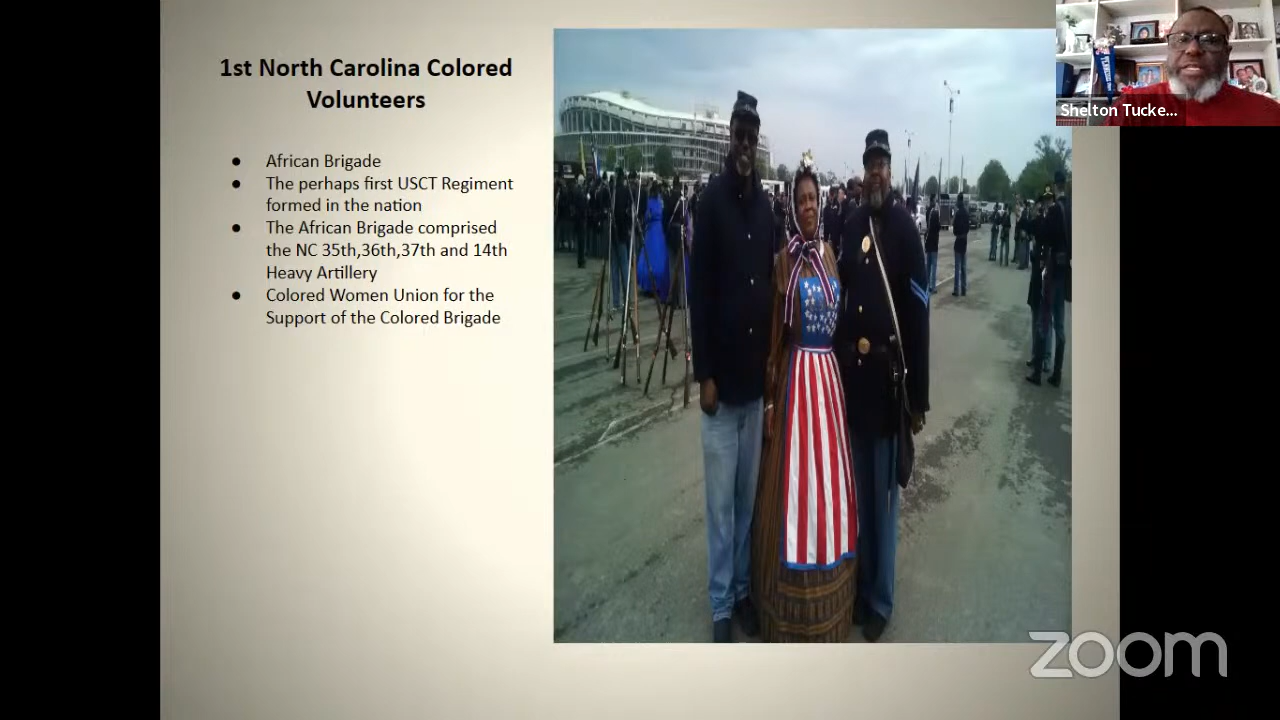 1st North Carolina Colored
Volunteers
● African Brigade
● The perhaps first USCT Regiment
formed in the nation
● The African Brigade comprised
the NC 35th,36th,37th and 14th
Heavy Artillery
● Colored Women Union for the
Support of the Colored Brigade
Shelton Tucke...
zoom